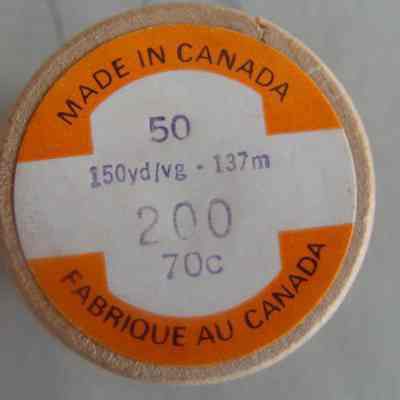 MADE IN CANADA
50
150yd/vg - 137m
200
70c
FABRIQUE AU CANADA